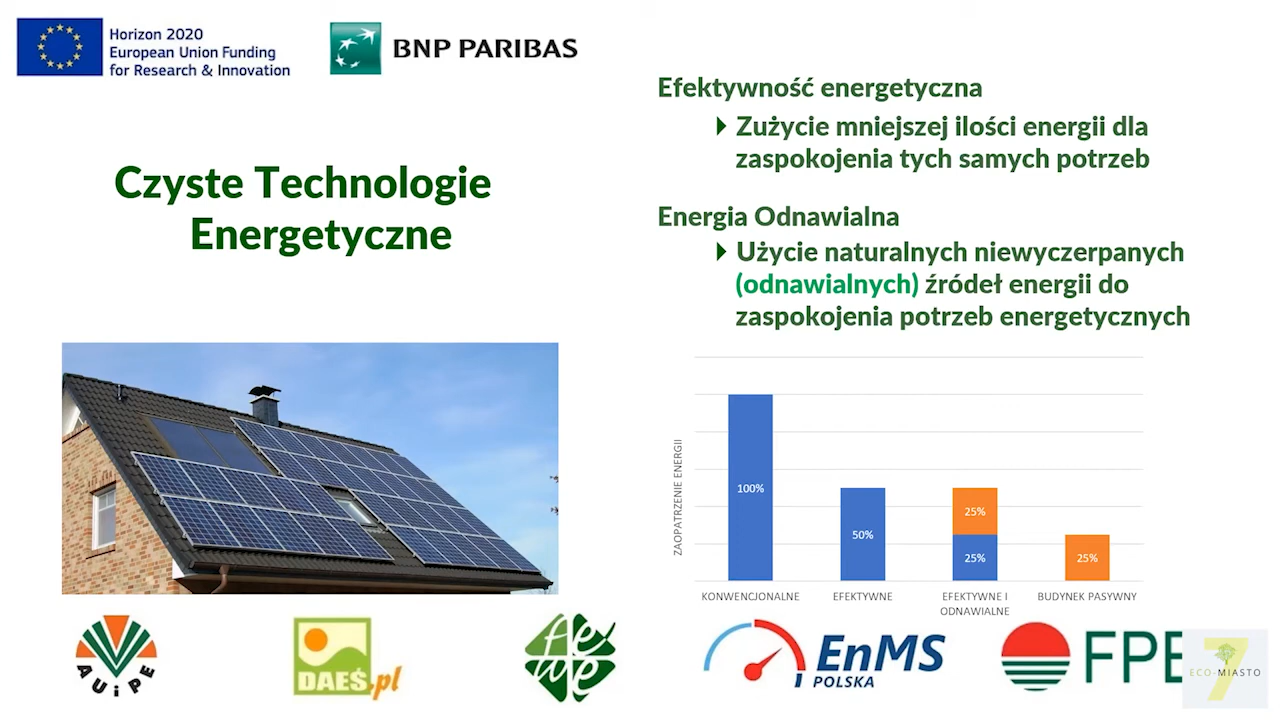 Horizon 2020
European Union Funding
for Research & Innovation
BNP PARIBAS
Czyste Technologie
Energetyczne
Efektywność energetyczna
Zużycie mniejszej ilości energii dla
zaspokojenia tych samych potrzeb
Energia Odnawialna
Użycie naturalnych niewyczerpanych
(odnawialnych) źródeł energii do
zaspokojenia potrzeb energetycznych
ZAOPATRZENIE ENERGII
100%
50%
25%
25%
25%
KONWENCJONALNE
EFEKTYWNE
EFEKTYWNE I
ODNAWIALNE
BUDYNEK PASYWNY
AUiPE
DAEŚ.pl
EnMS
POLSKA
FPE
7
ECO-MIASTO